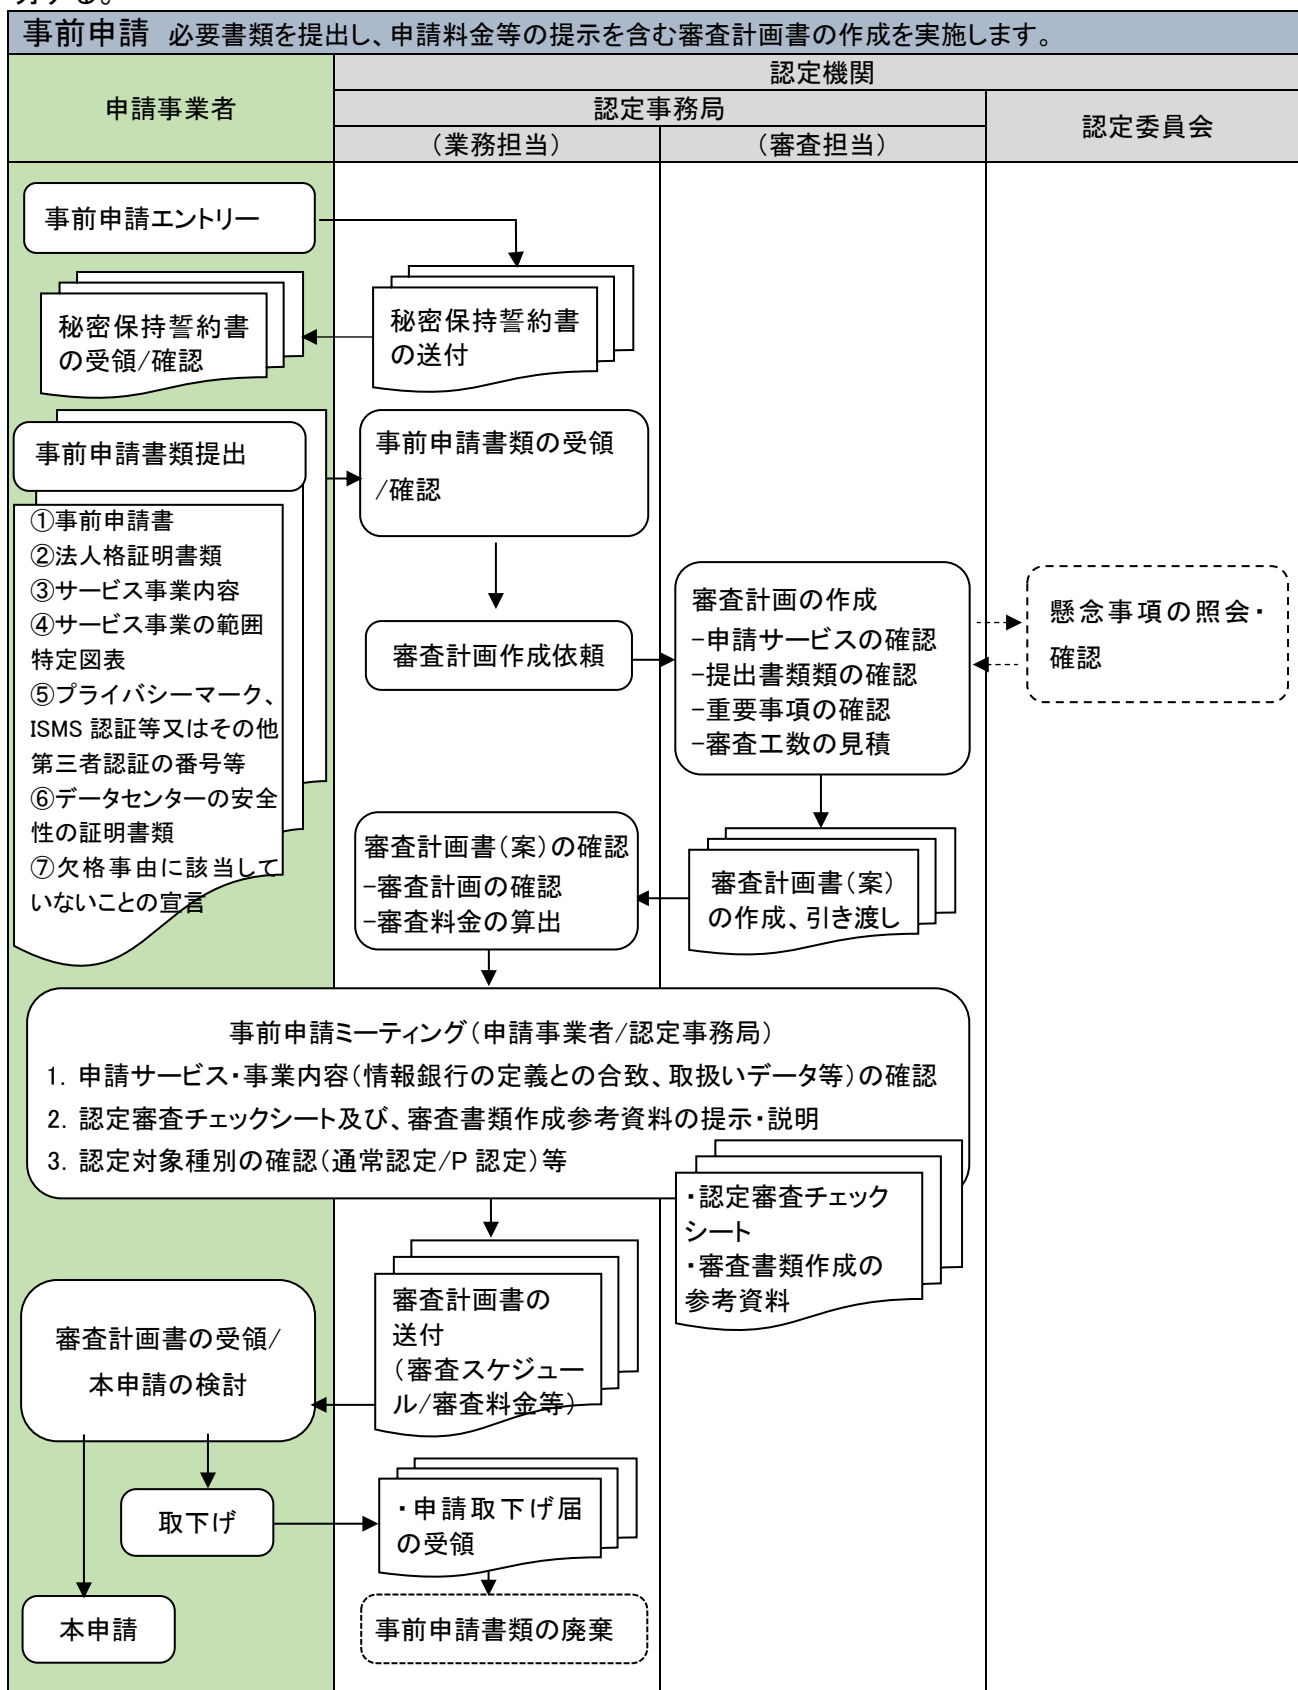 事前申請 必要書類を提出し、申請料金等の提示を含む審査計画書の作成を実施します。
申請事業者
認定機関
認定事務局
認定委員会
（業務担当）
（審査担当）
事前申請エントリー
秘密保持誓約書
の送付
秘密保持誓約書
の受領/確認
事前申請書類提出
①事前申請書
②法人格証明書類
③サービス事業内容
④サービス事業の範囲
特定図表
⑤プライバシーマーク、
ISMS 認証等又はその他
第三者認証の番号等
⑥データセンターの安全
性の証明書類
⑦欠格事由に該当して
いないことの宣言
事前申請書類の受領
/確認
審査計画作成依頼
審査計画の作成
-申請サービスの確認
-提出書類類の確認
-重要事項の確認
-審査工数の見積
懸念事項の照会・
確認
審査計画書（案）
の作成、引き渡し
審査計画書（案）の確認
-審査計画の確認
-審査料金の算出
事前申請ミーティング（申請事業者/認定事務局）
1. 申請サービス・事業内容（情報銀行の定義との合致、取扱いデータ等）の確認
2. 認定審査チェックシート及び、審査書類作成参考資料の提示・説明
3. 認定対象種別の確認（通常認定/P 認定）等
・認定審査チェック
シート
・審査書類作成の
参考資料
審査計画書の
送付
（審査スケジュー
ル/審査料金等）
審査計画書の受領/
本申請の検討
取下げ
・申請取下げ届
の受領
本申請
事前申請書類の廃棄